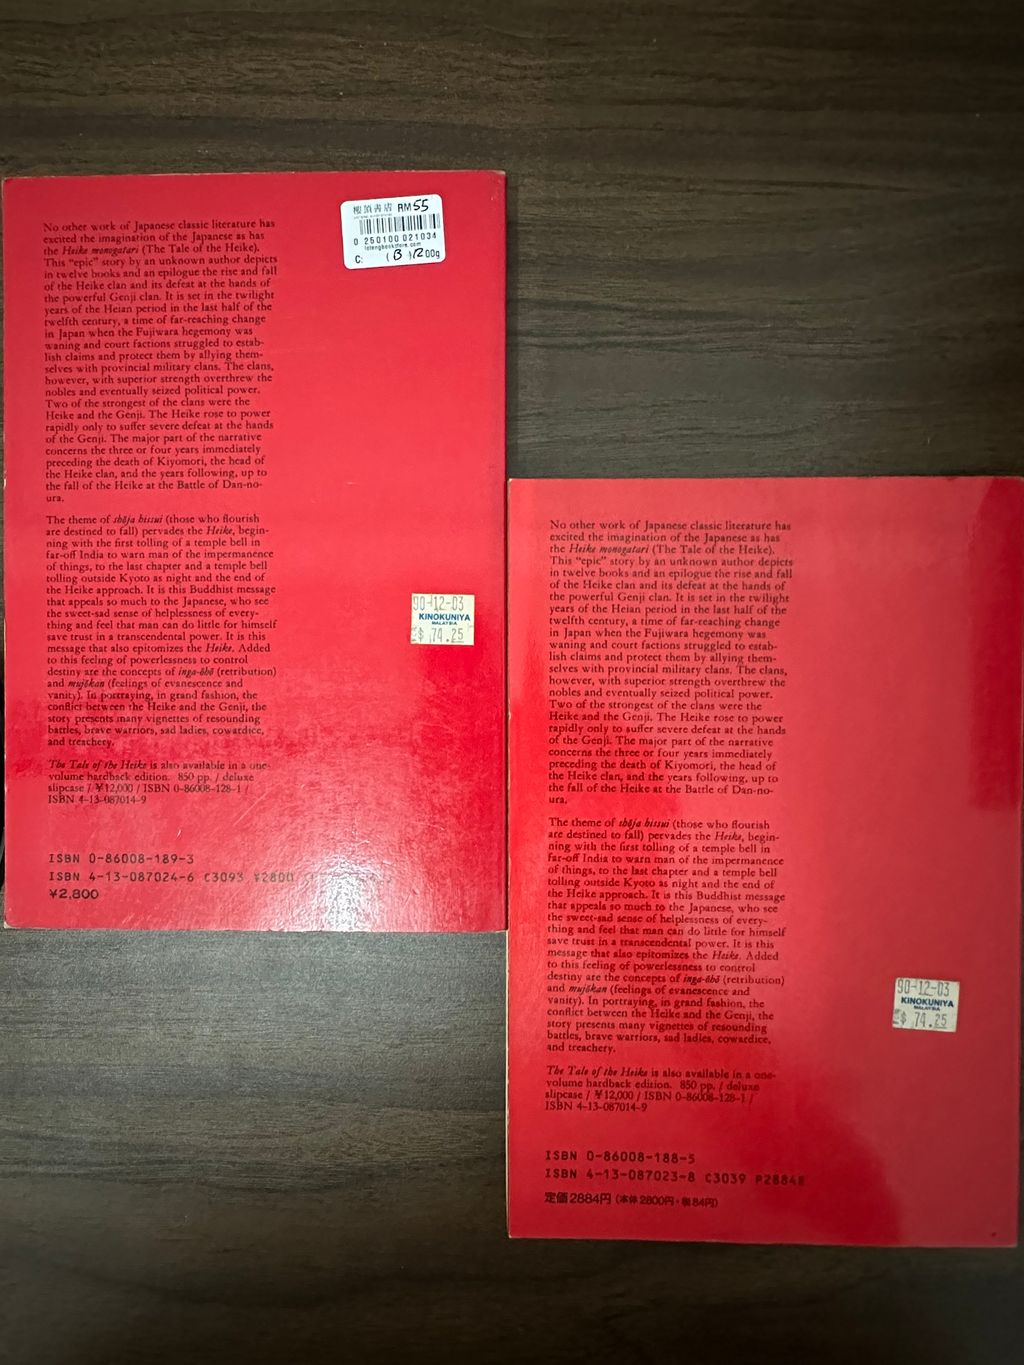 No other work of Japanese classic literature has
excited the imagination of the Japanese as has
the Heike monogatari (The Tale of the Heike).
This "epic" story by an unknown author depicts
in twelve books and an epilogue the rise and fall
of the Heike clan and its defeat at the hands of
the powerful Genji clan. It is set in the twilight
years of the Heian period in the last half of the
twelfth century, a time of far-reaching change
in Japan when the Fujiwara hegemony was
waning and court factions struggled to estab-
lish claims and protect them by allying them-
selves with provincial military clans. The clans,
however, with superior strength overthrew the
nobles and eventually seized political power.
Two of the strongest of the clans were the
Heike and the Genji. The Heike rose to power
rapidly only to suffer severe defeat at the hands
of the Genji. The major part of the narrative
concerns the three or four years immediately
preceding the death of Kiyomori, the head of
the Heike clan, and the years following, up to
the fall of the Heike at the Battle of Dan-no-
ura.
The theme of shōja hissui (those who flourish
are destined to fall) pervades the Heike, begin-
ning with the first tolling of a temple bell in
far-off India to warn man of the impermanence
of things, to the last chapter and a temple bell
tolling outside Kyoto as night and the end of
the Heike approach. It is this Buddhist message
that appeals so much to the Japanese, who see
the sweet-sad sense of helplessness of every-
thing and feel that man can do little for himself
save trust in a transcendental power. It is this
message that also epitomizes the Heike. Added
to this feeling of powerlessness to control
destiny are the concepts of inga-ōhō (retribution)
and mujōkan (feelings of evanescence and
vanity). In portraying, in grand fashion, the
conflict between the Heike and the Genji, the
story presents many vignettes of resounding
battles, brave warriors, sad ladies, cowardice,
and treachery.
The Tale of the Heike is also available in a one-
volume hardback edition. 850 pp. / deluxe
slipcase / ¥12,000 / ISBN 0-86008-128-1 /
ISBN 4-13-087014-9
ISBN 0-86008-189-3
ISBN 4-13-087024-6 C3093 ¥2800
¥2,800
RM 55
0 250100 021034
C: (B) 1200g
90-12-03
KINOKUNIYA
MALAYSIA
$ 74.25
No other work of Japanese classic literature has
excited the imagination of the Japanese as has
the Heike monogatari (The Tale of the Heike).
This "epic" story by an unknown author depicts
in twelve books and an epilogue the rise and fall
of the Heike clan and its defeat at the hands of
the powerful Genji clan. It is set in the twilight
years of the Heian period in the last half of the
twelfth century, a time of far-reaching change
in Japan when the Fujiwara hegemony was
waning and court factions struggled to estab-
lish claims and protect them by allying them-
selves with provincial military clans. The clans,
however, with superior strength overthrew the
nobles and eventually seized political power.
Two of the strongest of the clans were the
Heike and the Genji. The Heike rose to power
rapidly only to suffer severe defeat at the hands
of the Genji. The major part of the narrative
concerns the three or four years immediately
preceding the death of Kiyomori, the head of
the Heike clan, and the years following, up to
the fall of the Heike at the Battle of Dan-no-
ura.
The theme of shōja hissui (those who flourish
are destined to fall) pervades the Heike, begin-
ning with the first tolling of a temple bell in
far-off India to warn man of the impermanence
of things, to the last chapter and a temple bell
tolling outside Kyoto as night and the end of
the Heike approach. It is this Buddhist message
that appeals so much to the Japanese, who see
the sweet-sad sense of helplessness of every-
thing and feel that man can do little for himself
save trust in a transcendental power. It is this
message that also epitomizes the Heike. Added
to this feeling of powerlessness to control
destiny are the concepts of inga-ōhō (retribution)
and mujōkan (feelings of evanescence and
vanity). In portraying, in grand fashion, the
conflict between the Heike and the Genji, the
story presents many vignettes of resounding
battles, brave warriors, sad ladies, cowardice,
and treachery.
The Tale of the Heike is also available in a one-
volume hardback edition. 850 pp. / deluxe
slipcase / ¥12,000 / ISBN 0-86008-128-1 /
ISBN 4-13-087014-9
ISBN 0-86008-188-5
ISBN 4-13-087023-8 C3039 P2884E
定価2884円 (本体2800円・税84円)
90-12-03
KINOKUNIYA
MALAYSIA
$ 74.25